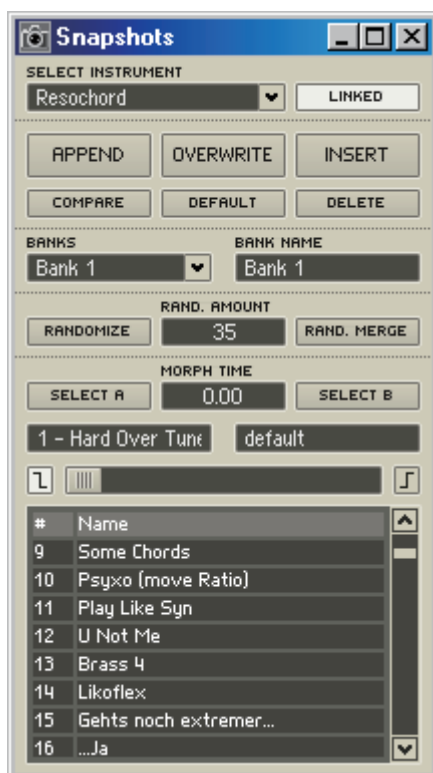 Snapshots
SELECT INSTRUMENT
Resochord LINKED
APPEND OVERWRITE INSERT
COMPARE DEFAULT DELETE
BANKS BANK NAME
Bank 1 Bank 1
RAND. AMOUNT
RANDOMIZE 35 RAND. MERGE
MORPH TIME
SELECT A 0.00 SELECT B
1 - Hard Over Tune default
# Name
9 Some Chords
10 Psyxo (move Ratio)
11 Play Like Syn
12 U Not Me
13 Brass 4
14 Likoflex
15 Gehts noch extremer...
16 ...Ja